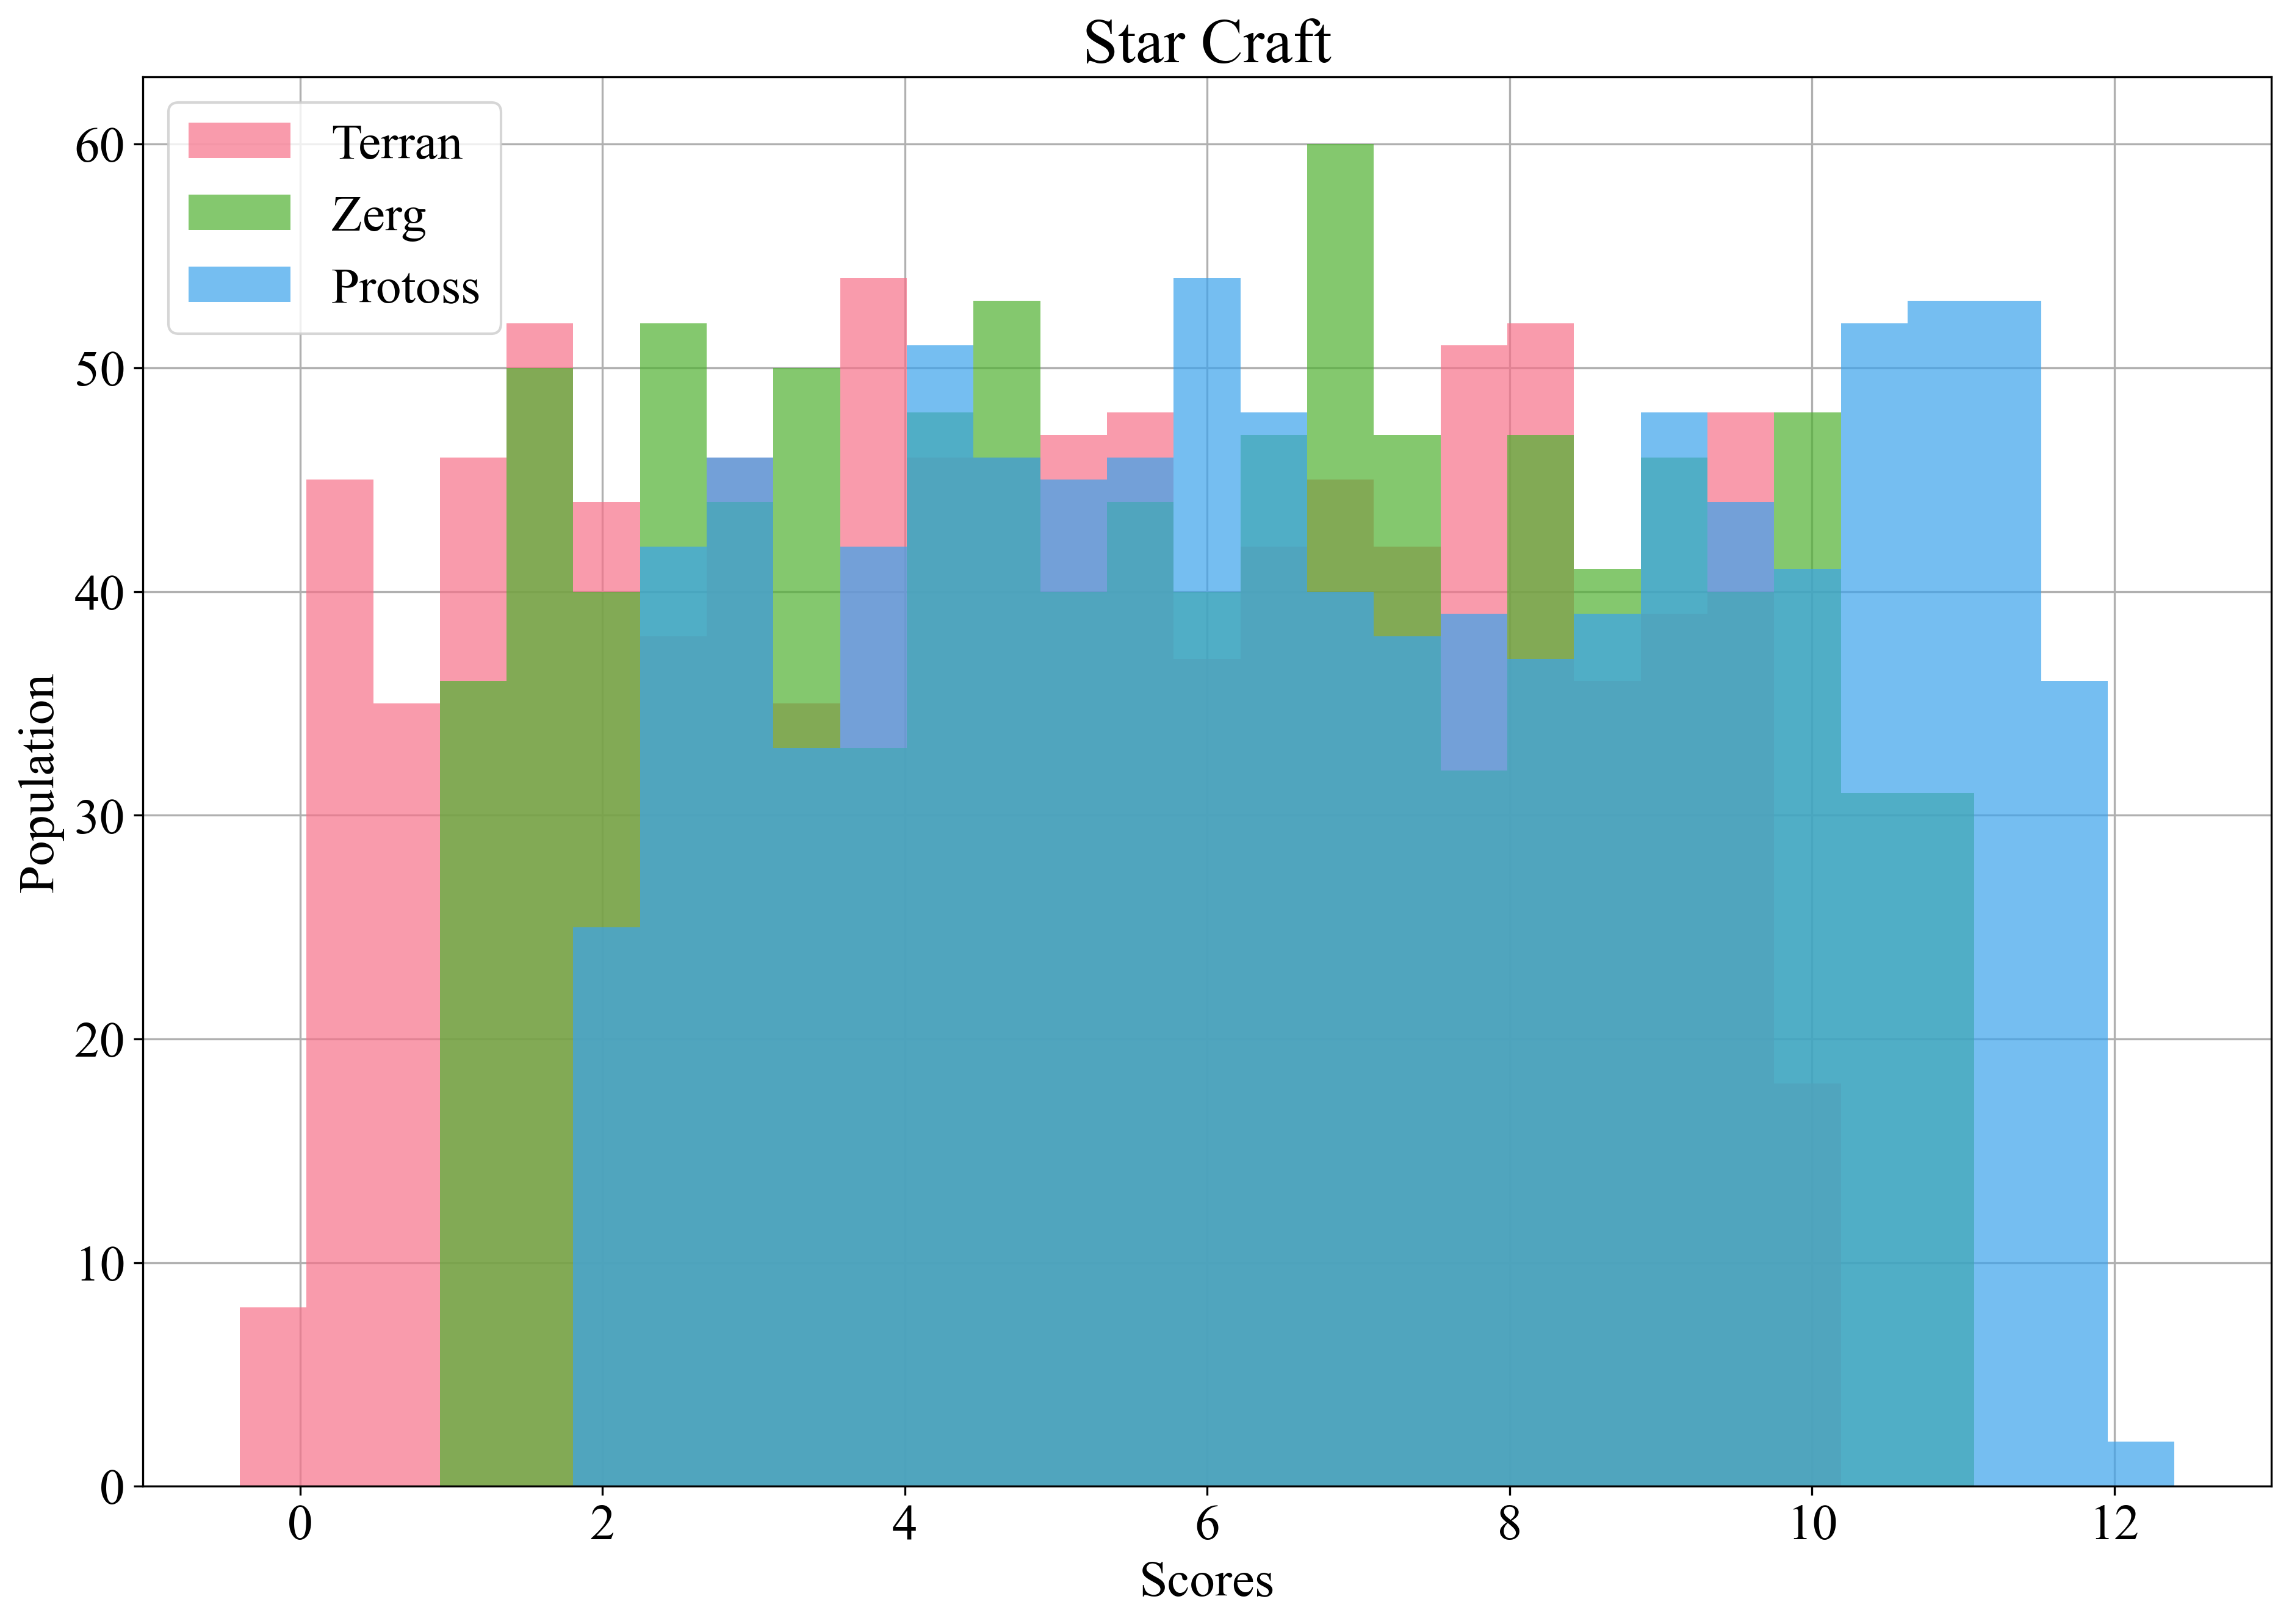 Star Craft
Terran
Zerg
Protoss
Population
60
50
40
30
20
10
0
0 2 4 6 8 10 12
Scores